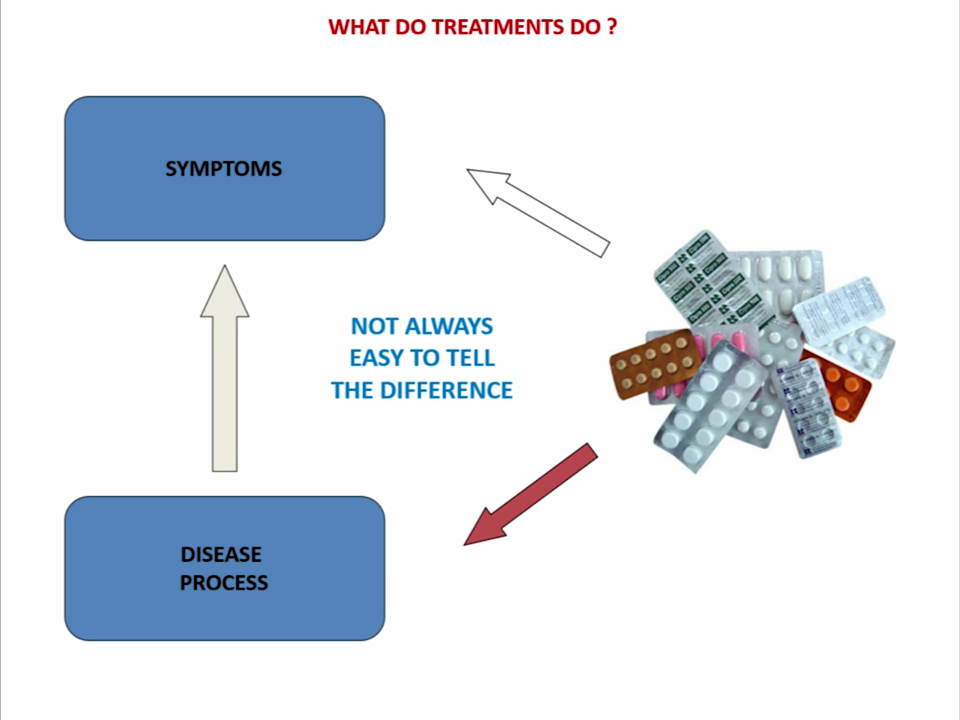 WHAT DO TREATMENTS DO ?
SYMPTOMS
NOT ALWAYS
EASY TO TELL
THE DIFFERENCE
DISEASE
PROCESS